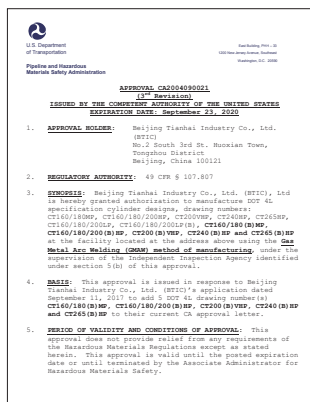 U.S. Department
of Transportation
East Building, PHH – 32
1200 New Jersey Avenue, Southeast
Washington, D.C. 20590
Pipeline and Hazardous
Materials Safety Administration
APPROVAL CA2004090021
(3rd Revision)
ISSUED BY THE COMPETENT AUTHORITY OF THE UNITED STATES
EXPIRATION DATE: September 23, 2020
1. APPROVAL HOLDER: Beijing Tianhai Industry Co., Ltd.
(BTIC)
No.2 South 3rd St. Huoxian Town,
Tongzhou District
Beijing, China 100121
2. REGULATORY AUTHORITY: 49 CFR § 107.807
3. SYNOPSIS: Beijing Tianhai Industry Co., Ltd. (BTIC), Ltd
is hereby granted authorization to manufacture DOT 4L
specification cylinder designs, drawing numbers:
CT160/180MP, CT160/180/200HP, CT200VHP, CT240HP, CT265HP,
CT160/180/200LP, CT160/180/200LP(B), CT160/180(B)MP,
CT160/180/200(B)HP, CT200(B)VHP, CT240(B)HP and CT265(B)HP
at the facility located at the address above using the Gas
Metal Arc Welding (GMAW) method of manufacturing, under the
supervision of the Independent Inspection Agency identified
under section 5(b) of this approval.
4. BASIS: This approval is issued in response to Beijing
Tianhai Industry Co., Ltd. (BTIC)'s application dated
September 11, 2017 to add 5 DOT 4L drawing number(s)
CT160/180(B)MP, CT160/180/200(B)HP, CT200(B)VHP, CT240(B)HP
and CT265(B)HP to their current CA approval letter.
5. PERIOD OF VALIDITY AND CONDITIONS OF APPROVAL: This
approval does not provide relief from any requirements of
the Hazardous Materials Regulations except as stated
herein. This approval is valid until the posted expiration
date or until terminated by the Associate Administrator for
Hazardous Materials Safety.